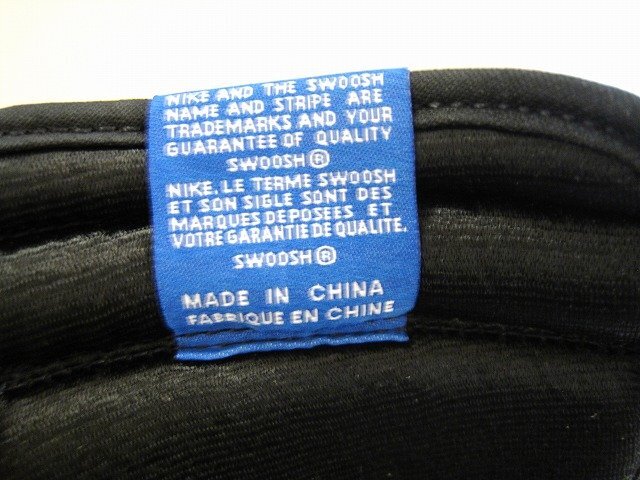 NIKE AND THE SWOOSH
NAME AND STRIPE ARE
TRADEMARKS AND YOUR
GUARANTEE OF QUALITY
SWOOSH®
NIKE. LE TERME SWOOSH
ET SON SIGLE SONT DES
MARQUES DEPOSEES ET
VOTRE GARANTIE DE QUALITE.
SWOOSH®
MADE IN CHINA
FABRIQUE EN CHINE